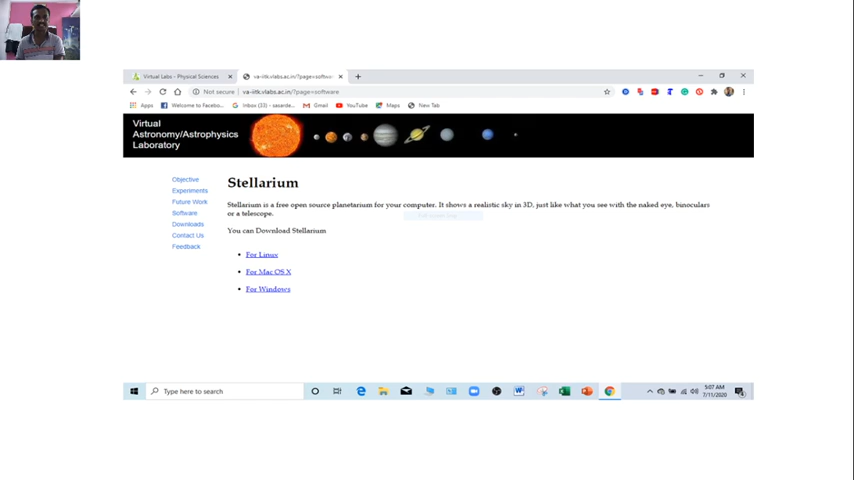 Virtual Labs - Physical Sciences
va-iitk.vlabs.ac.in/?page=softwar
Not secure | va-iitk.vlabs.ac.in/?page=software
Apps
Welcome to Facebo...
Inbox (33) - sasarde...
Gmail
YouTube
Maps
New Tab
Virtual
Astronomy/Astrophysics
Laboratory
Objective
Experiments
Future Work
Software
Downloads
Contact Us
Feedback
Stellarium
Stellarium is a free open source planetarium for your computer. It shows a realistic sky in 3D, just like what you see with the naked eye, binoculars
or a telescope.
You can Download Stellarium
For Linux
For Mac OS X
For Windows
Type here to search
5:07 AM
7/11/2020